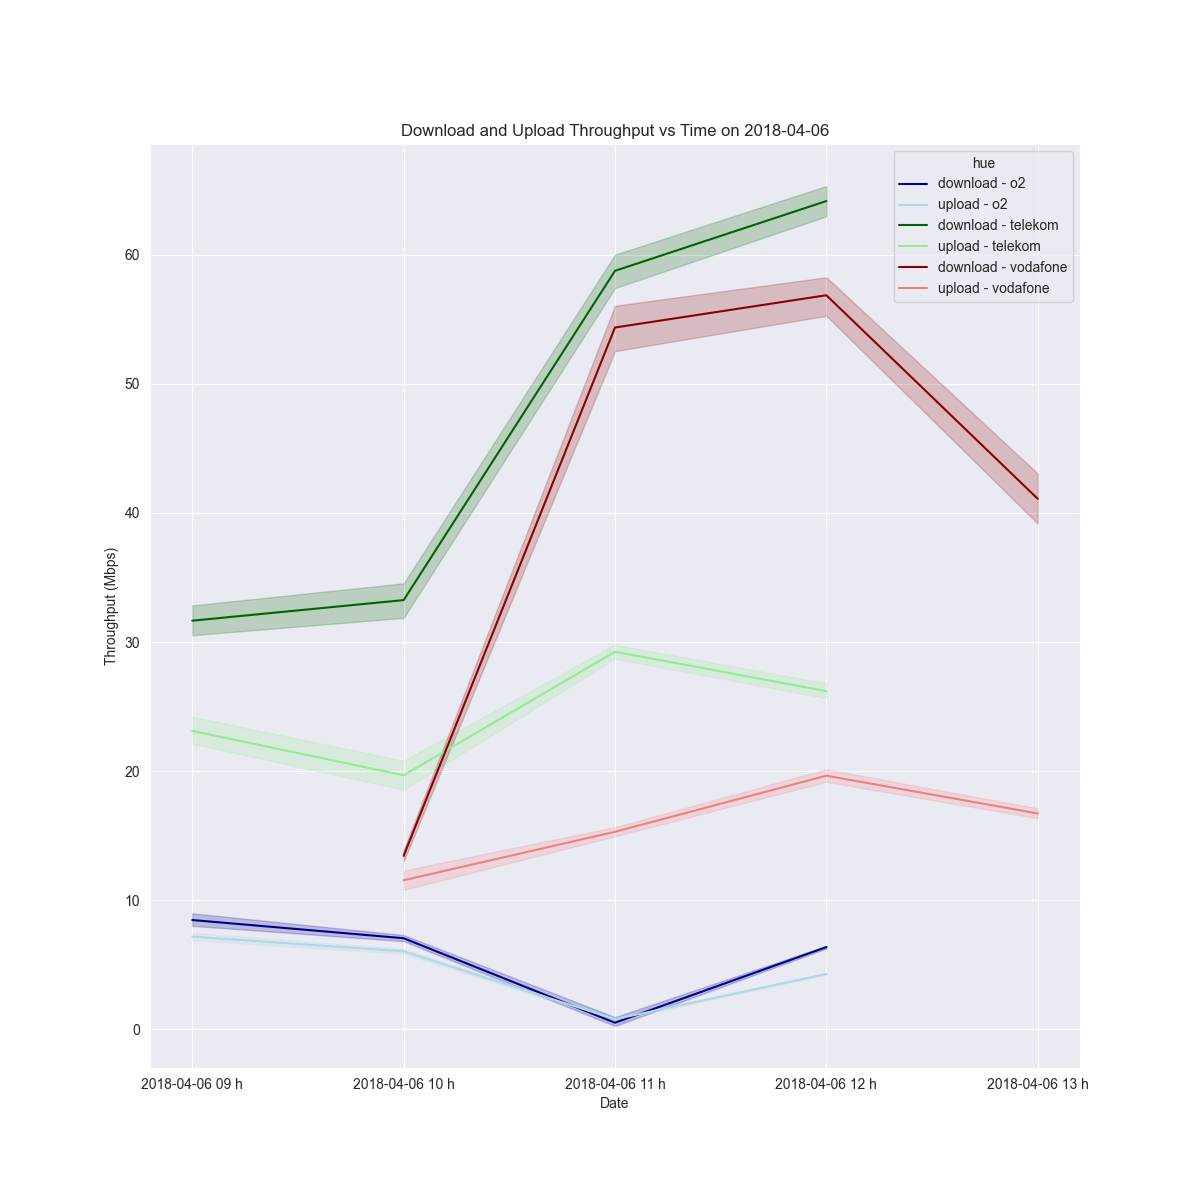 Download and Upload Throughput vs Time on 2018-04-06
hue
download - o2
upload - o2
download - telekom
upload - telekom
download - vodafone
upload - vodafone
60
50
40
30
20
10
0
Throughput (Mbps)
2018-04-06 09 h
2018-04-06 10 h
2018-04-06 11 h
2018-04-06 12 h
2018-04-06 13 h
Date